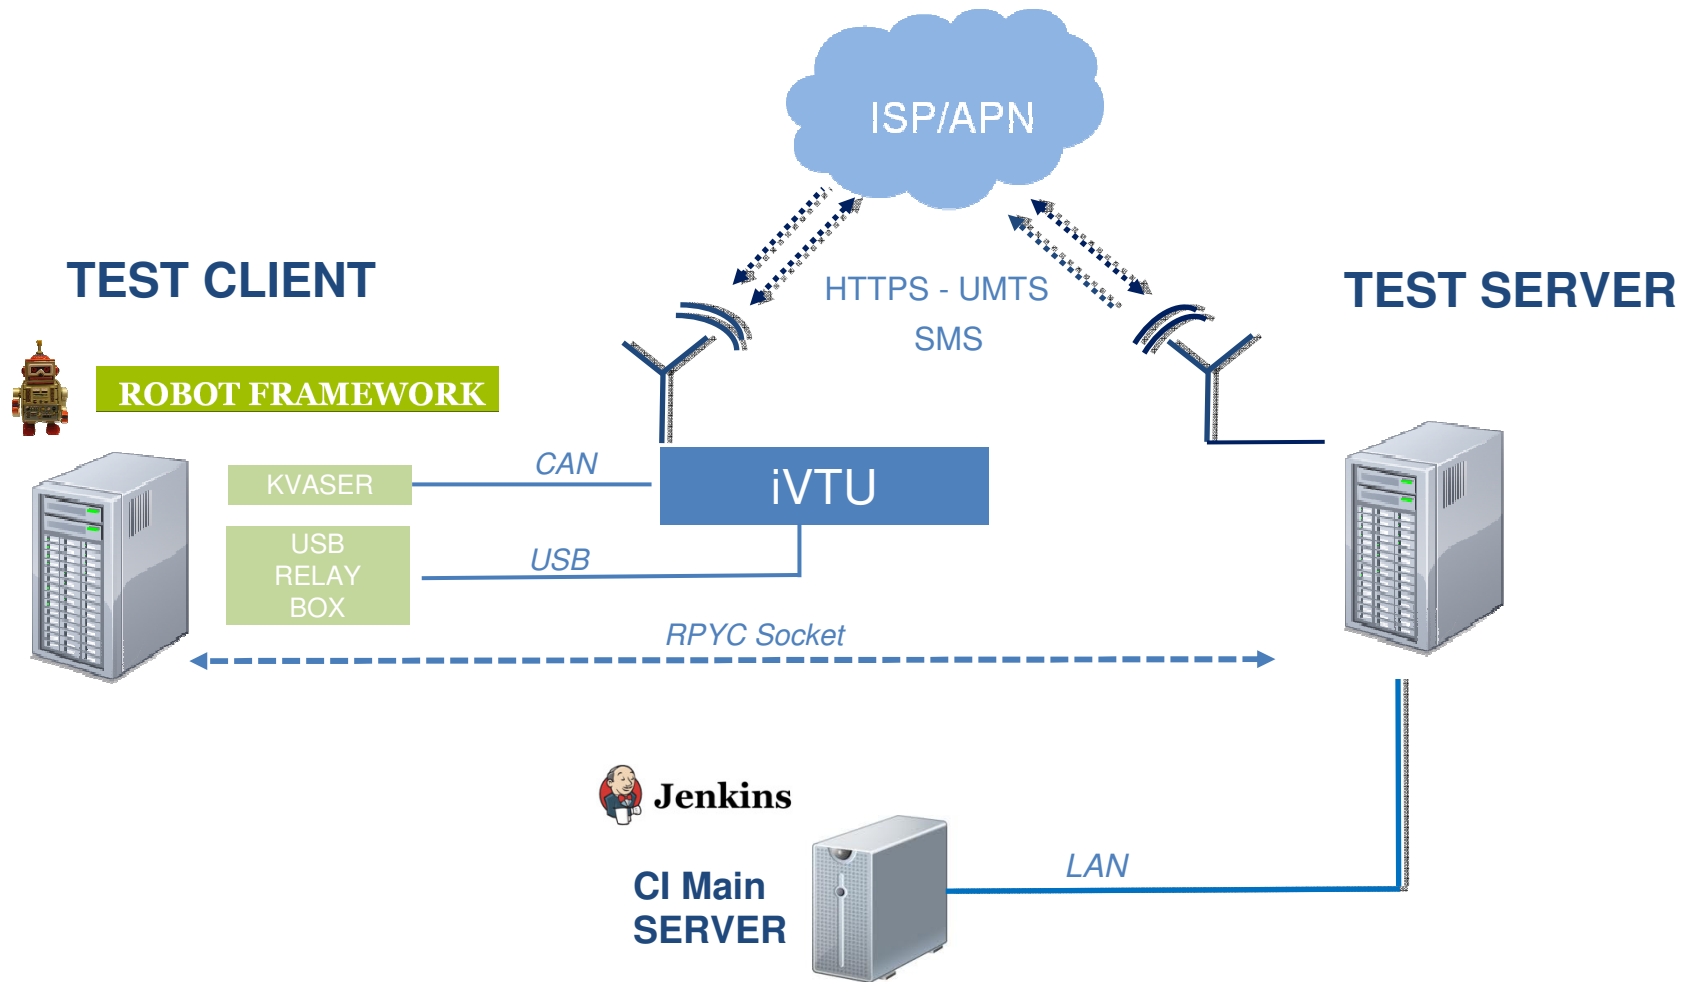 ISP/APN
TEST CLIENT
HTTPS - UMTS
SMS
TEST SERVER
ROBOT FRAMEWORK
KVASER
CAN
iVTU
USB
RELAY
BOX
USB
RPYC Socket
Jenkins
CI Main
SERVER
LAN